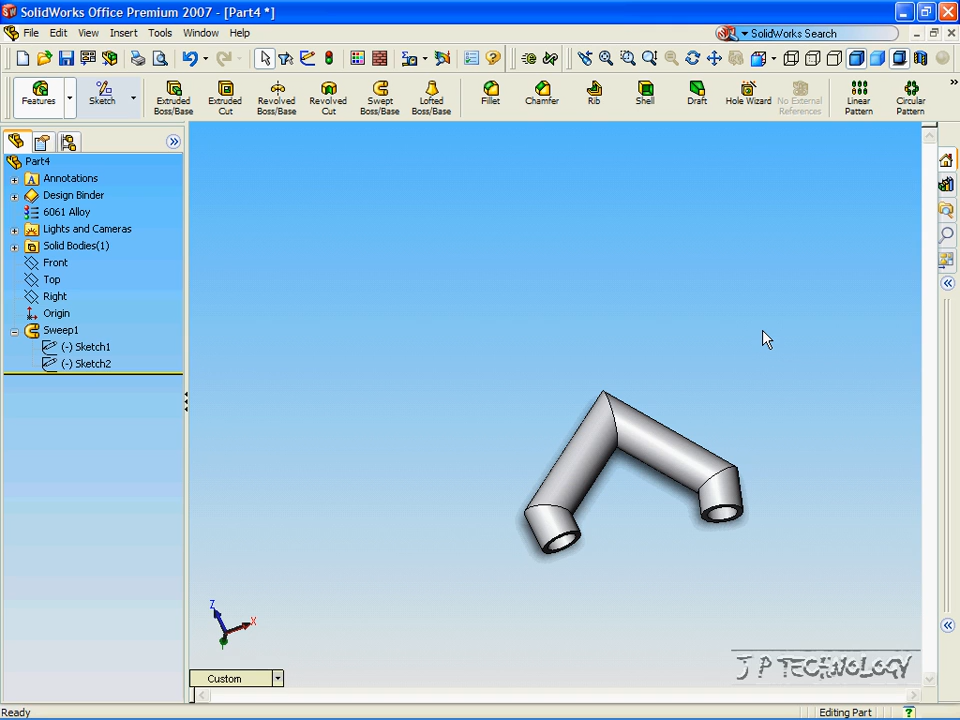 SolidWorks Office Premium 2007 - [Part4 *]
File Edit View Insert Tools Window Help
SolidWorks Search
Features Sketch Extruded Boss/Base Extruded Cut Revolved Boss/Base Revolved Cut Swept Boss/Base Lofted Boss/Base Fillet Chamfer Rib Shell Draft Hole Wizard No External References Linear Pattern Circular Pattern
Part4
Annotations
Design Binder
6061 Alloy
Lights and Cameras
Solid Bodies(1)
Front
Top
Right
Origin
Sweep1
(-) Sketch1
(-) Sketch2
Z
X
Custom
J P TECHNOLOGY
Ready
Editing Part